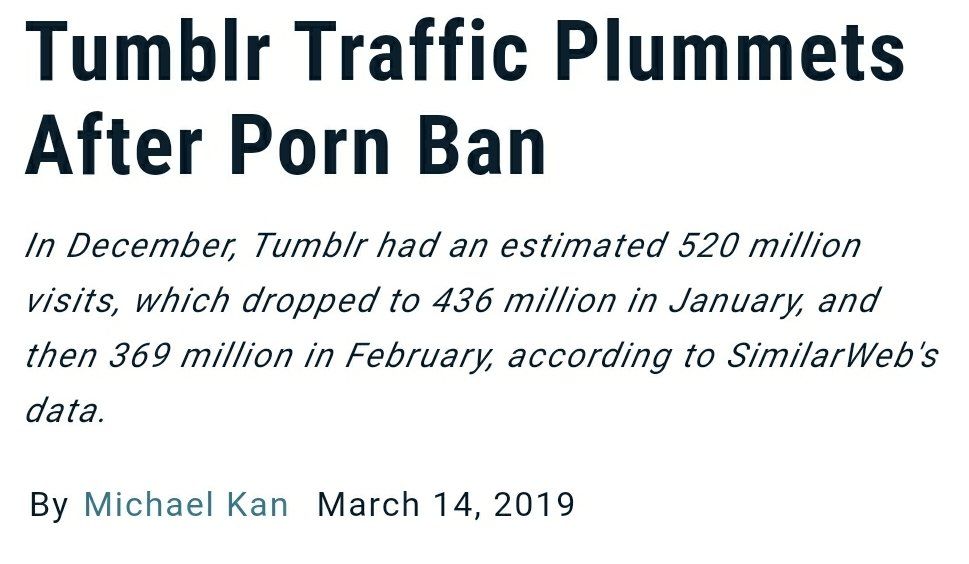 Tumblr Traffic Plummets
After Porn Ban
In December, Tumblr had an estimated 520 million
visits, which dropped to 436 million in January, and
then 369 million in February, according to SimilarWeb's
data.
By Michael Kan March 14, 2019